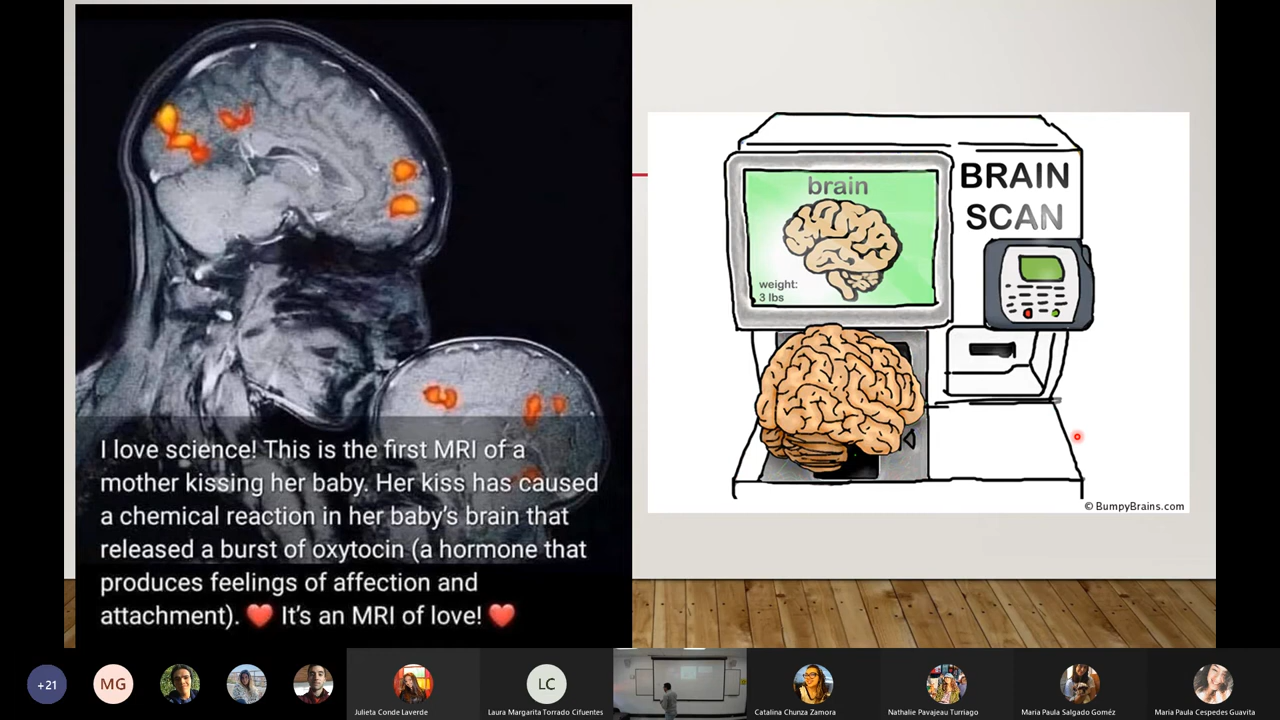 I love science! This is the first MRI of a
mother kissing her baby. Her kiss has caused
a chemical reaction in her baby's brain that
released a burst of oxytocin (a hormone that
produces feelings of affection and
attachment). ❤️ It's an MRI of love! ❤️
brain
weight:
3 lbs
BRAIN
SCAN
© BumpyBrains.com
+21
MG
LC
Julieta Conde Laverde
Laura Margarita Torrado Cifuentes
Catalina Chunza Zamora
Nathalie Pavajeau Turriago
Maria Paula Salgado Goméz
Maria Paula Cespedes Guavita